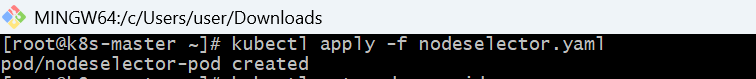 MINGW64:/c/Users/user/Downloads
[root@k8s-master ~]# kubectl apply -f nodeselector.yaml
pod/nodeselector-pod created